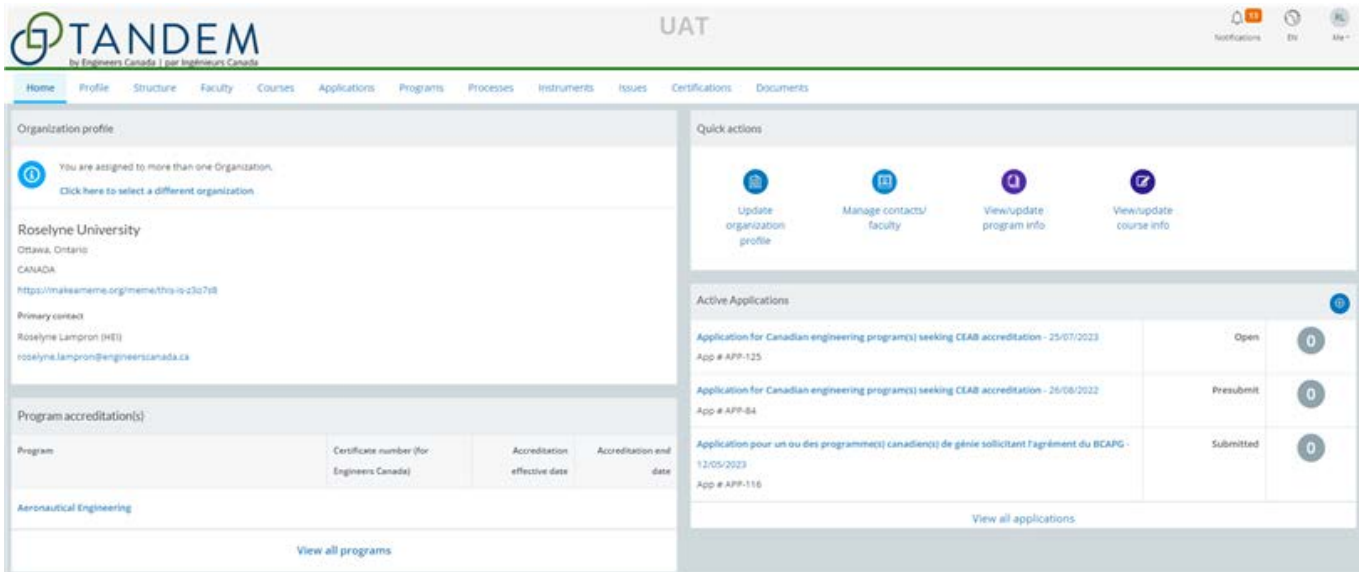 TANDEM
by Engineers Canada | par Ingénieurs Canada
UAT
13
Notifications
EN
RL
Me
Home Profile Structure Faculty Courses Applications Programs Processes Instruments Issues Certifications Documents
Organization profile
You are assigned to more than one Organization.
Click here to select a different organization
Roselyne University
Ottawa, Ontario
CANADA
Primary contact
Roselyne Lampron (HEI)
roselyne.lampron@engineerscanada.ca
Program accreditation(s)
Program
Certificate number (for
Engineers Canada)
Accreditation
effective date
Accreditation end
date
Aeronautical Engineering
View all programs
Quick actions
Update
organization
profile
Manage contacts/
faculty
View/update
program info
View/update
course info
Active Applications
Application for Canadian engineering program(s) seeking CEAB accreditation - 25/07/2023
App # APP-125
Open
0
Application for Canadian engineering program(s) seeking CEAB accreditation - 26/08/2022
App # APP-84
Presubmit
0
Application pour un ou des programme(s) canadien(s) de génie sollicitant l'agrément du BCAPG -
12/05/2023
App # APP-116
Submitted
0
View all applications